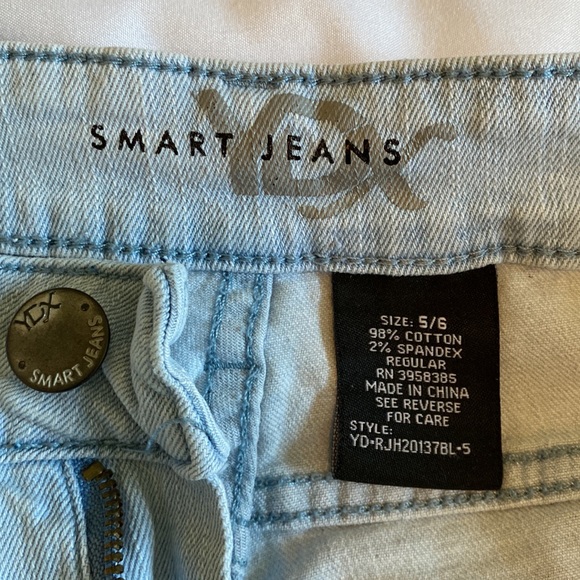 YDX
SMART JEANS
YDX
SMART JEANS
SIZE: 5/6
98% COTTON
2% SPANDEX
REGULAR
RN 3958385
MADE IN CHINA
SEE REVERSE
FOR CARE
STYLE:
YD•RJH20137BL•5